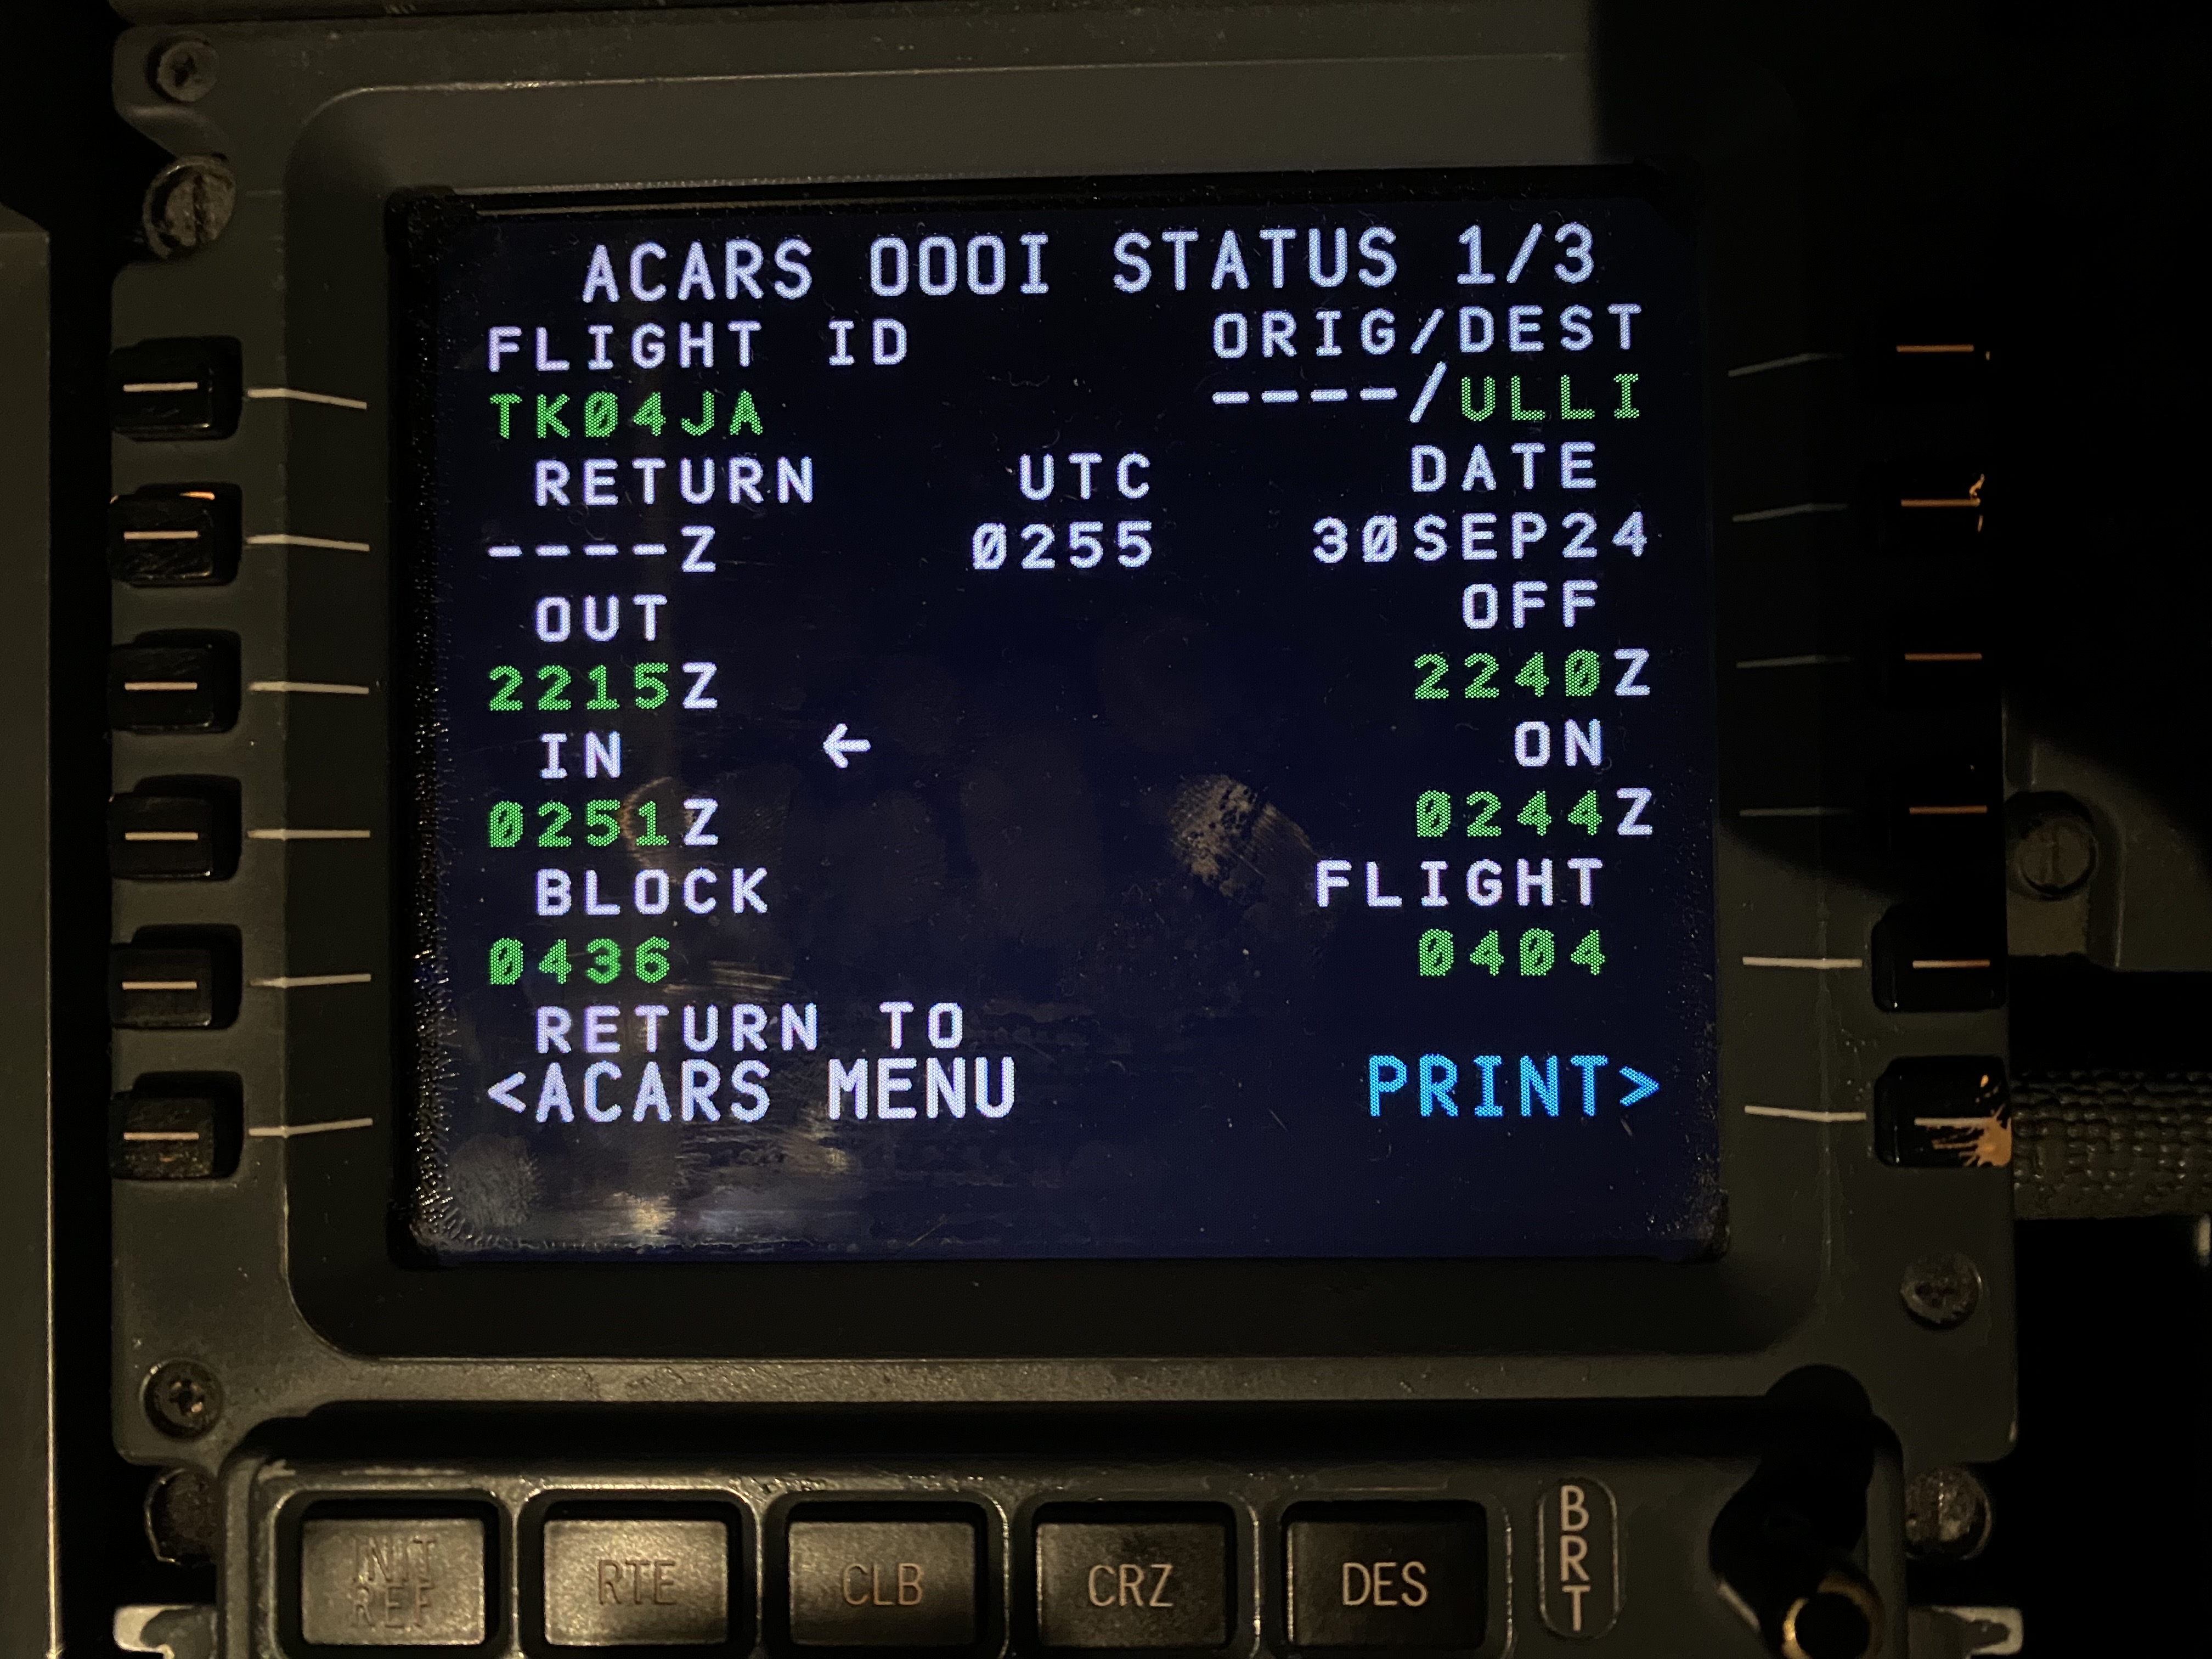 ACARS OOOI STATUS 1/3
FLIGHT ID ORIG/DEST
TK04JA ----/ULLI
RETURN UTC DATE
----Z 0255 30SEP24
OUT OFF
2215Z 2240Z
IN ← ON
0251Z 0244Z
BLOCK FLIGHT
0436 0404
RETURN TO
<ACARS MENU PRINT>
INIT REF RTE CLB CRZ DES BRT